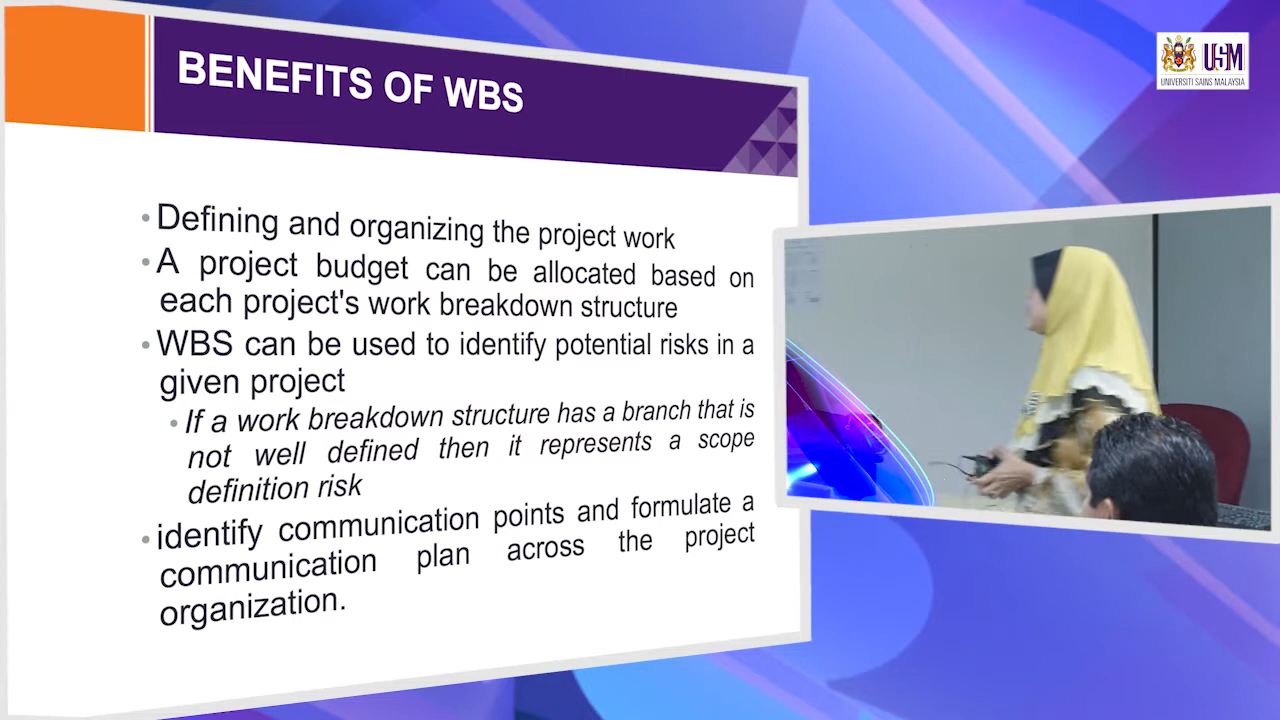 BENEFITS OF WBS
USM
UNIVERSITI SAINS MALAYSIA
• Defining and organizing the project work
• A project budget can be allocated based on
each project's work breakdown structure
• WBS can be used to identify potential risks in a
given project
• If a work breakdown structure has a branch that is
not well defined then it represents a scope
definition risk
• identify communication points and formulate a
communication plan across the project
organization.